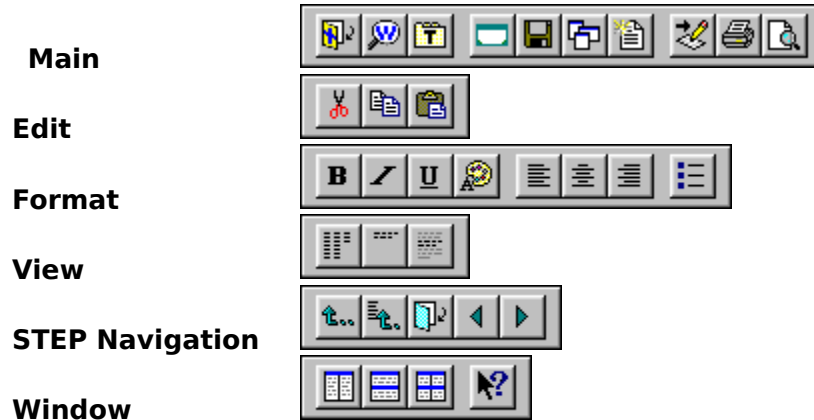 Main
Edit
Format
B I U A
View
STEP Navigation
Window